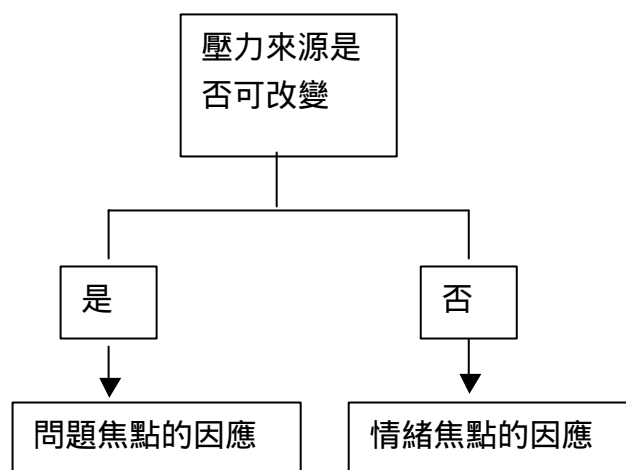 壓力來源是
否可改變
是
否
問題焦點的因應
情緒焦點的因應